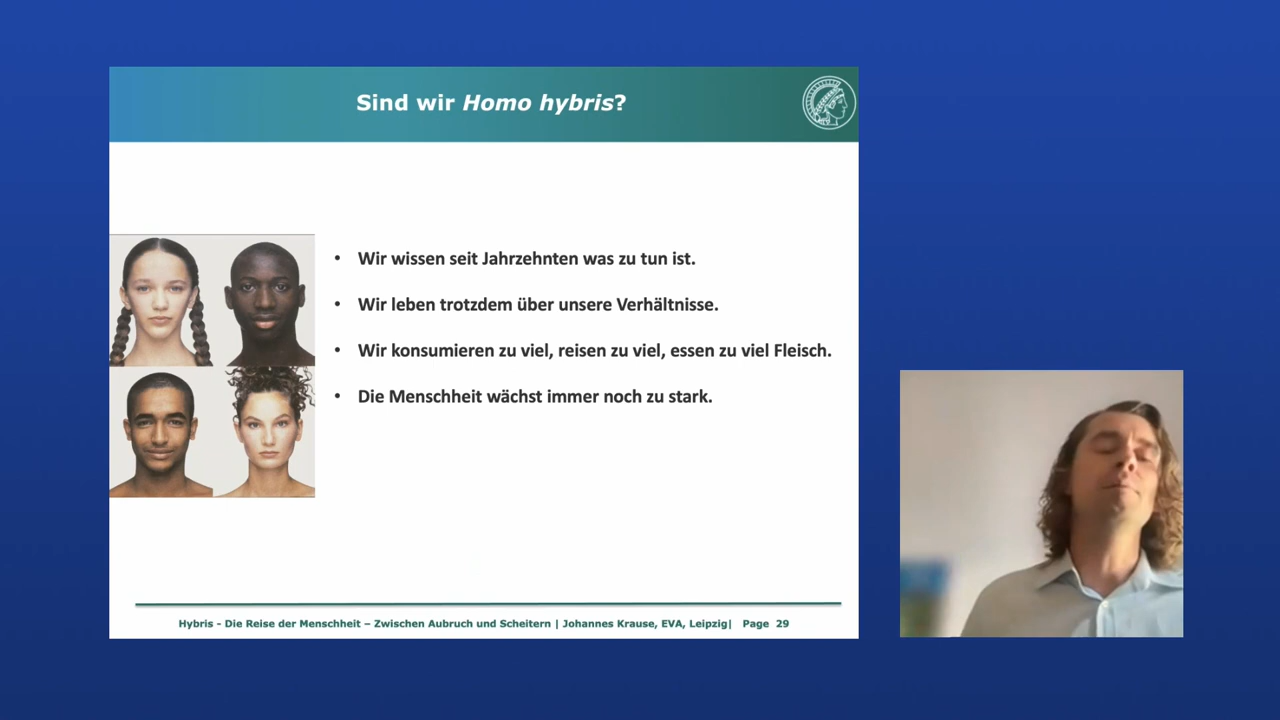 Sind wir Homo hybris?
• Wir wissen seit Jahrzehnten was zu tun ist.
• Wir leben trotzdem über unsere Verhältnisse.
• Wir konsumieren zu viel, reisen zu viel, essen zu viel Fleisch.
• Die Menschheit wächst immer noch zu stark.
Hybris - Die Reise der Menschheit – Zwischen Aubruch und Scheitern | Johannes Krause, EVA, Leipzig| Page 29